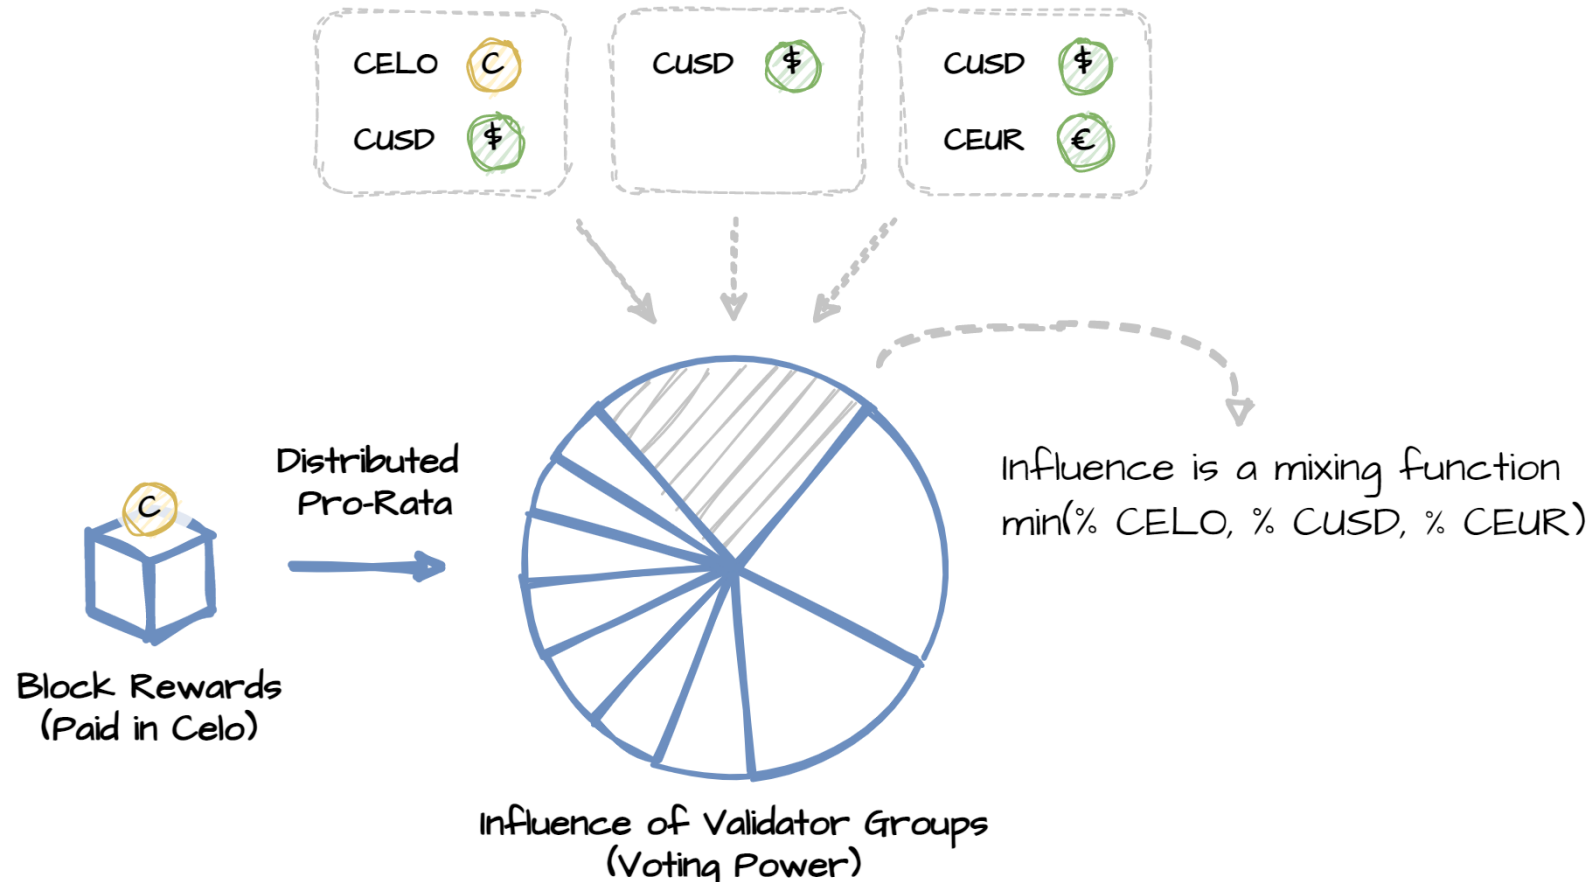 CELO C
CUSD $
CUSD $
CUSD $
CEUR €
Influence is a mixing function
min(% CELO, % CUSD, % CEUR)
Distributed
Pro-Rata
C
Block Rewards
(Paid in Celo)
Influence of Validator Groups
(Voting Power)